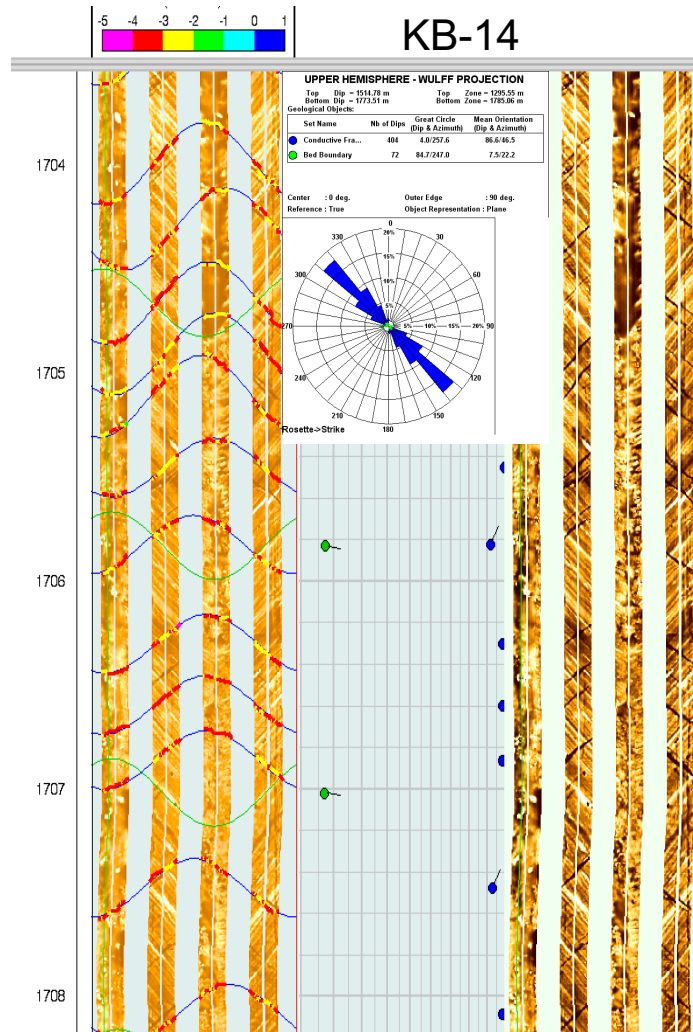 -5 -4 -3 -2 -1 0 1
KB-14
UPPER HEMISPHERE - WULFF PROJECTION
Top Dip = 1514.78 m Top Zone = 1295.55 m
Bottom Dip = 1773.51 m Bottom Zone = 1785.06 m
Geological Objects:
Set Name Nb of Dips Great Circle (Dip & Azimuth) Mean Orientation (Dip & Azimuth)
Conductive Fra... 404 4.0/257.6 86.6/46.5
Bed Boundary 72 84.7/247.0 7.5/22.2
Center : 0 deg. Outer Edge : 90 deg.
Reference : True Object Representation : Plane
0
330 20% 30
15%
300 10% 60
5%
270 5% 10% 15% 20% 90
240 120
210 150
180
Rosette->Strike
1704
1705
1706
1707
1708